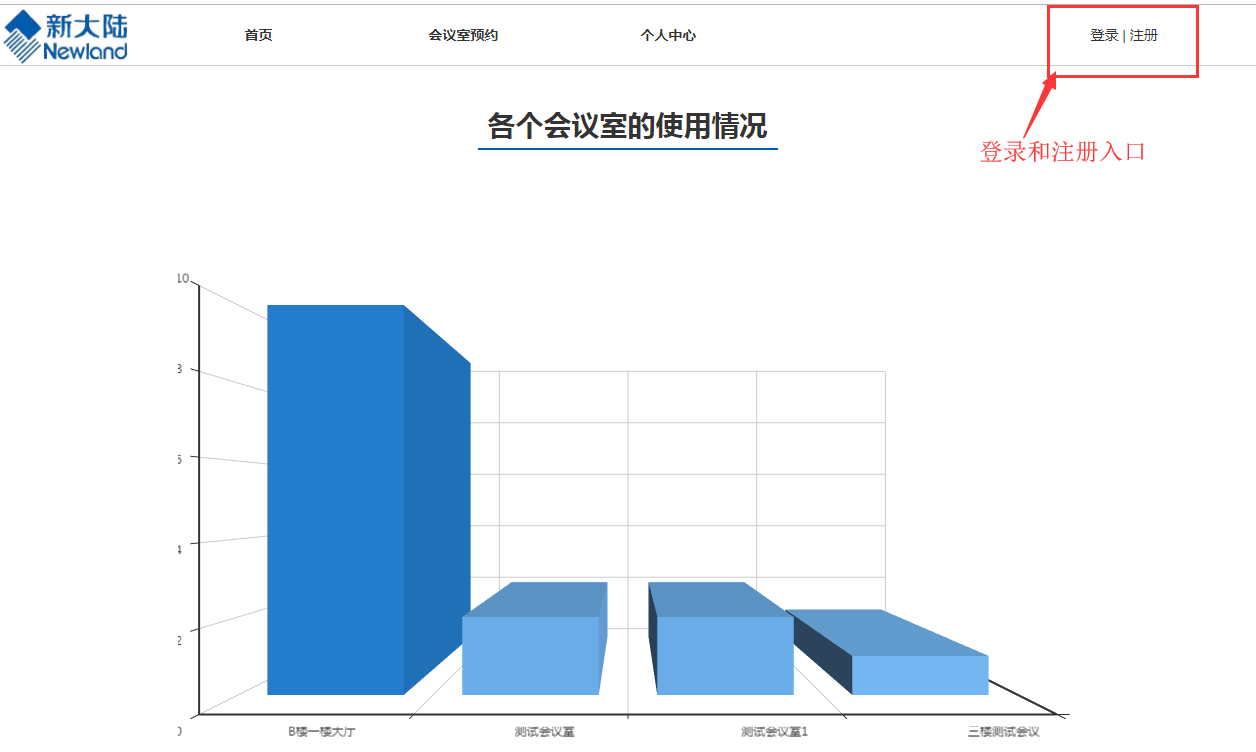 新大陆
Newland
首页
会议室预约
个人中心
登录 | 注册
各个会议室的使用情况
登录和注册入口
10
8
6
4
2
0
B楼一楼大厅
测试会议室
测试会议室1
三楼测试会议